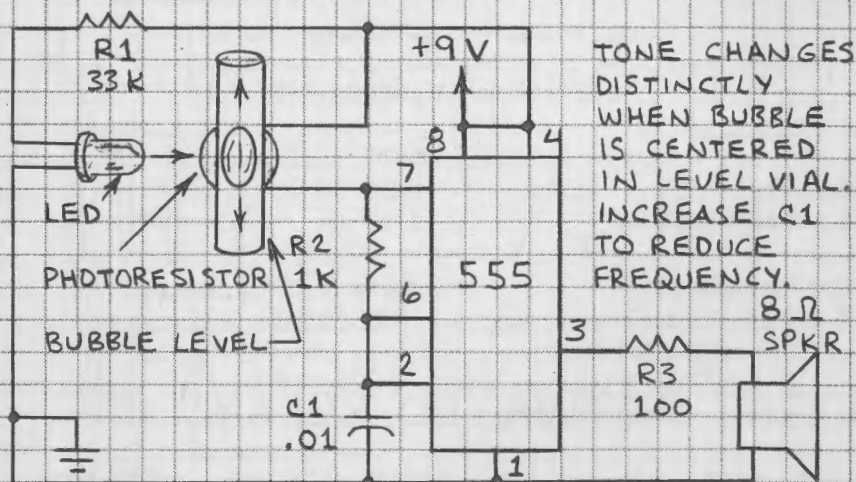 R1
33K
LED
PHOTORESISTOR
BUBBLE LEVEL
R2
1K
C1
.01
+9V
8
4
7
6
2
555
3
1
R3
100
8 Ω
SPKR
TONE CHANGES
DISTINCTLY
WHEN BUBBLE
IS CENTERED
IN LEVEL VIAL.
INCREASE C1
TO REDUCE
FREQUENCY.